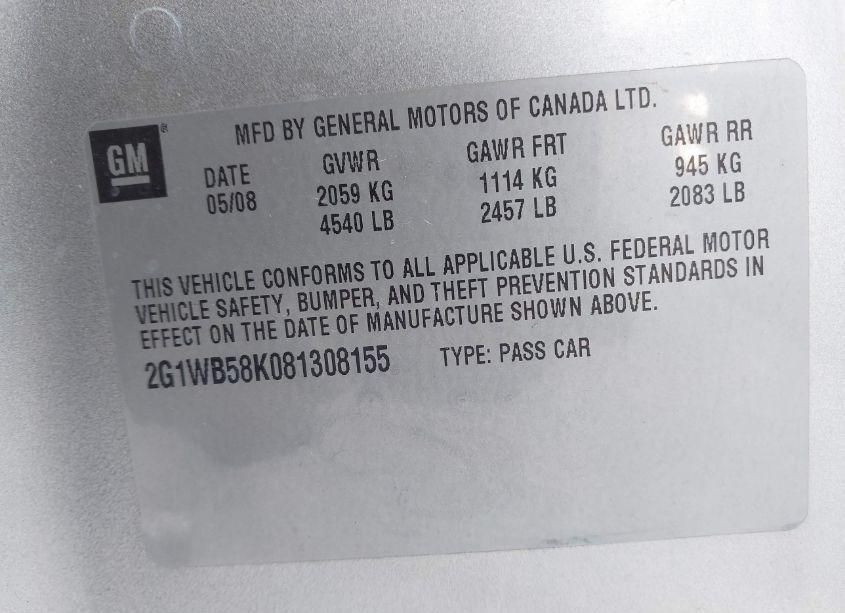 MFD BY GENERAL MOTORS OF CANADA LTD.
GM ®
DATE GVWR GAWR FRT GAWR RR
05/08 2059 KG 1114 KG 945 KG
4540 LB 2457 LB 2083 LB
THIS VEHICLE CONFORMS TO ALL APPLICABLE U.S. FEDERAL MOTOR
VEHICLE SAFETY, BUMPER, AND THEFT PREVENTION STANDARDS IN
EFFECT ON THE DATE OF MANUFACTURE SHOWN ABOVE.
2G1WB58K081308155 TYPE: PASS CAR